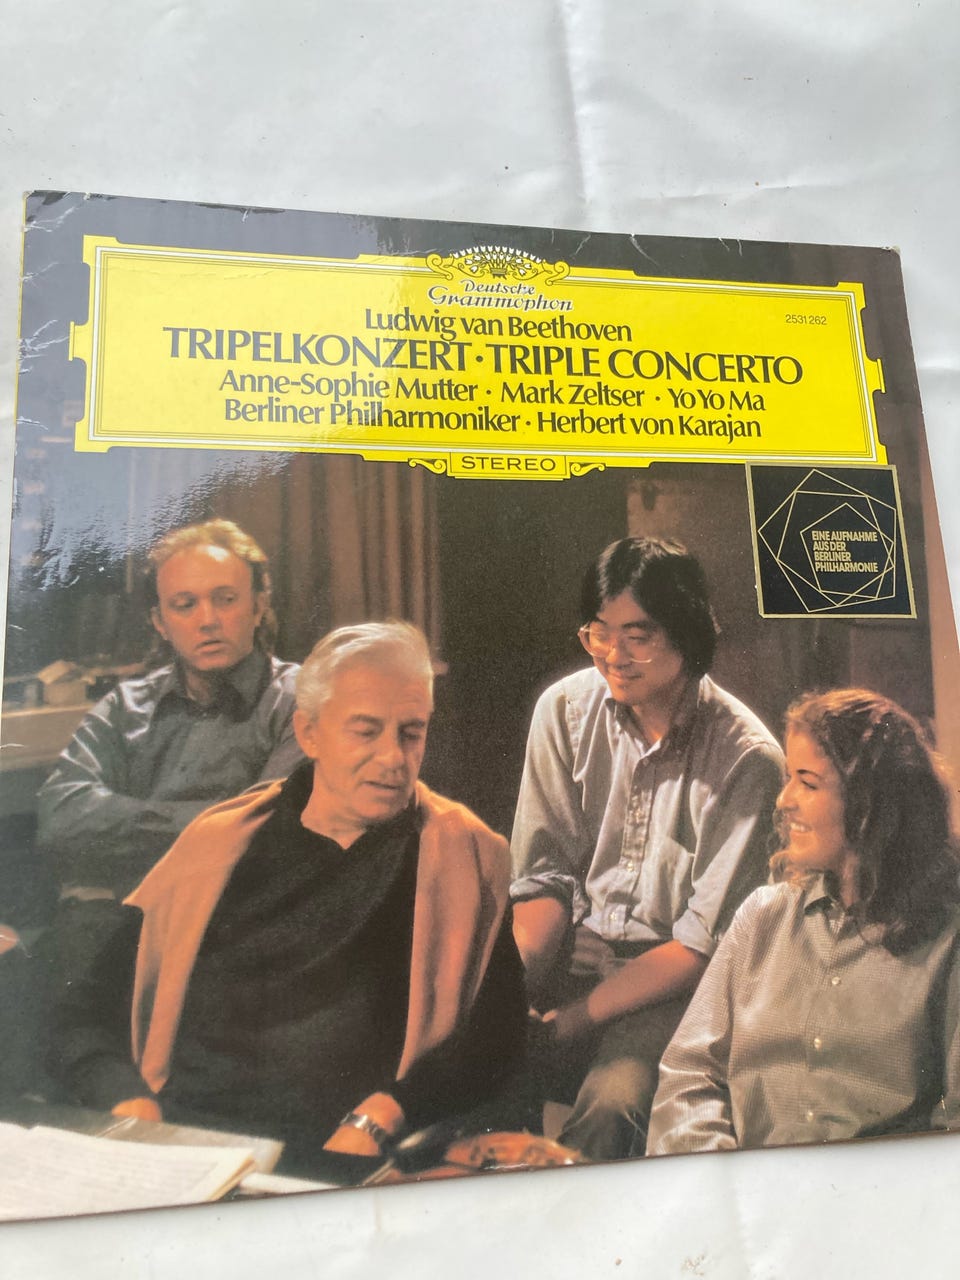 Deutsche
Grammophon
2531 262
Ludwig van Beethoven
TRIPELKONZERT · TRIPLE CONCERTO
Anne-Sophie Mutter · Mark Zeltser · Yo Yo Ma
Berliner Philharmoniker · Herbert von Karajan
STEREO
EINE AUFNAHME
AUS DER
BERLINER
PHILHARMONIE